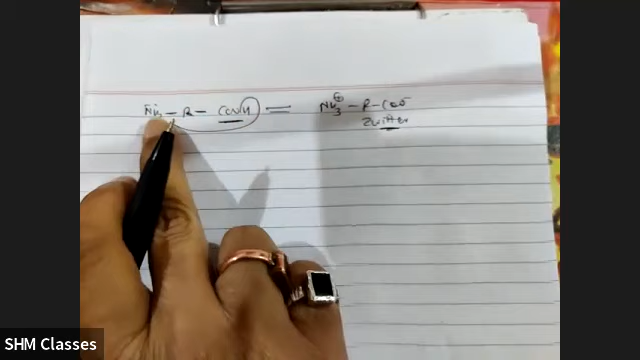 NH₂ — R — COOH ⇌ NH₃⊕ — R — COO⁻
Zwitter
SHM Classes